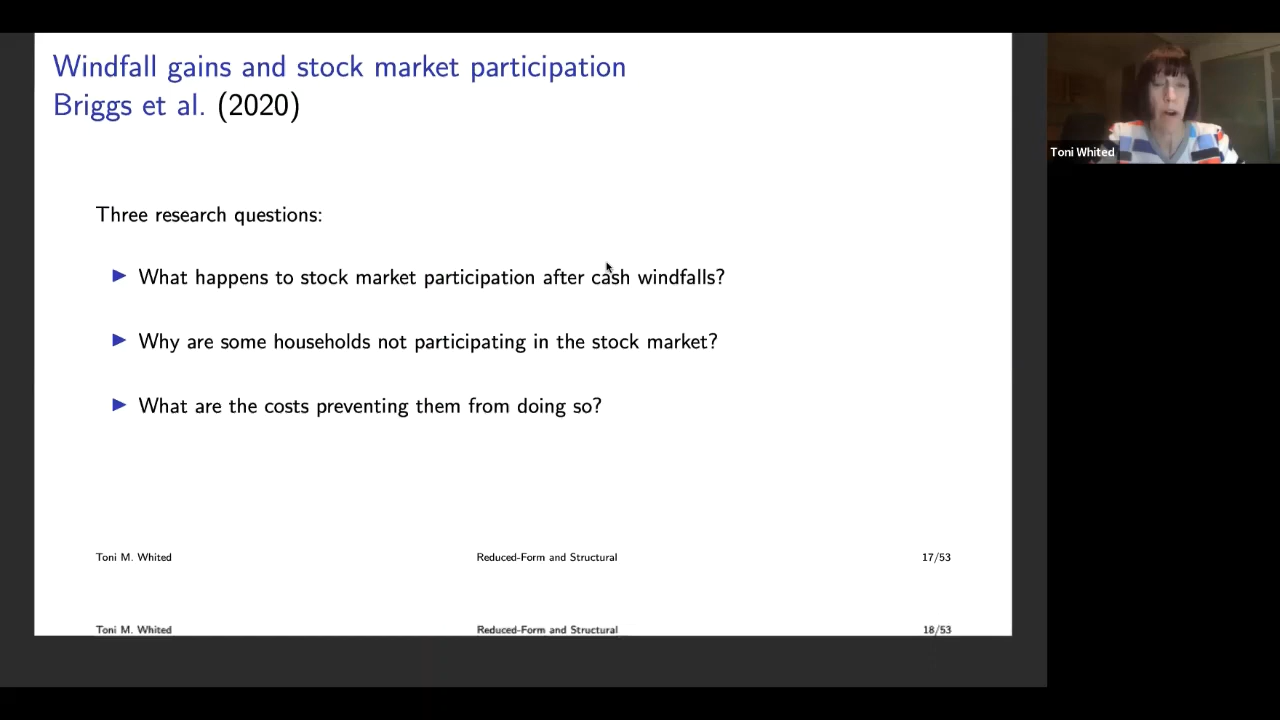 Windfall gains and stock market participation
Briggs et al. (2020)
Toni Whited
Three research questions:
▶ What happens to stock market participation after cash windfalls?
▶ Why are some households not participating in the stock market?
▶ What are the costs preventing them from doing so?
Toni M. Whited Reduced-Form and Structural 17/53
Toni M. Whited Reduced-Form and Structural 18/53